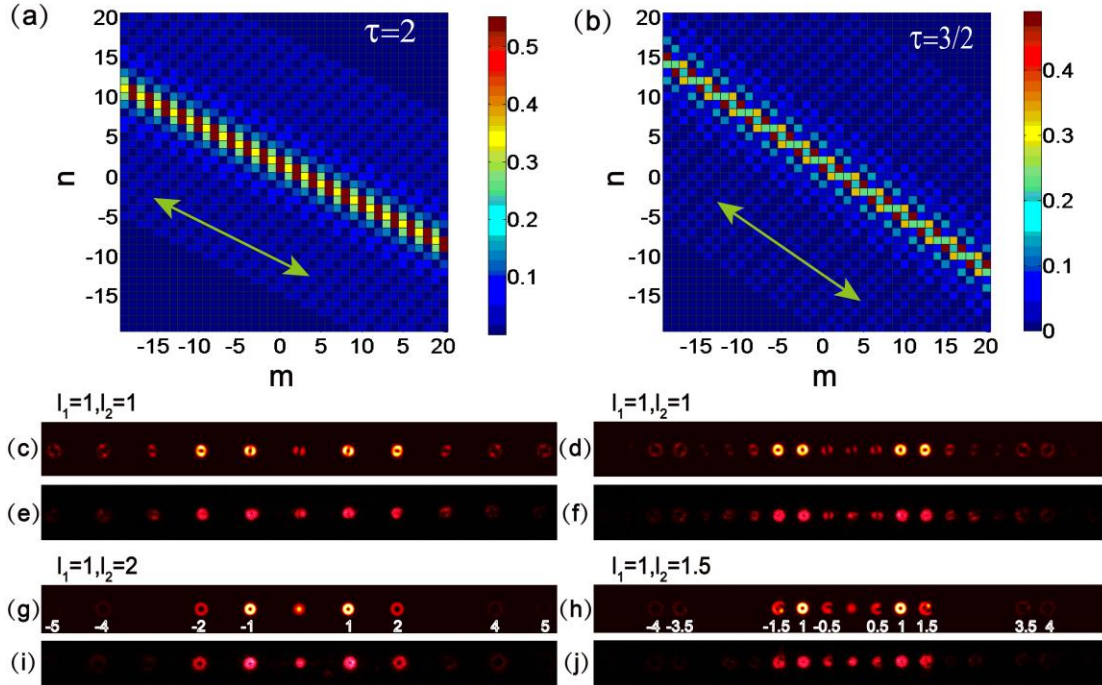 (a)
τ=2
20
15
10
5
0
-5
-10
-15
n
-15 -10 -5 0 5 10 15 20
m
0.5
0.4
0.3
0.2
0.1
(b)
τ=3/2
20
15
10
5
0
-5
-10
-15
n
-15 -10 -5 0 5 10 15 20
m
0.4
0.3
0.2
0.1
0
l₁=1,l₂=1
l₁=1,l₂=1
(c)
(d)
(e)
(f)
l₁=1,l₂=2
l₁=1,l₂=1.5
(g)
-5 -4 -2 -1 1 2 4 5
(h)
-4 -3.5 -1.5 1 -0.5 0.5 1 1.5 3.5 4
(i)
(j)